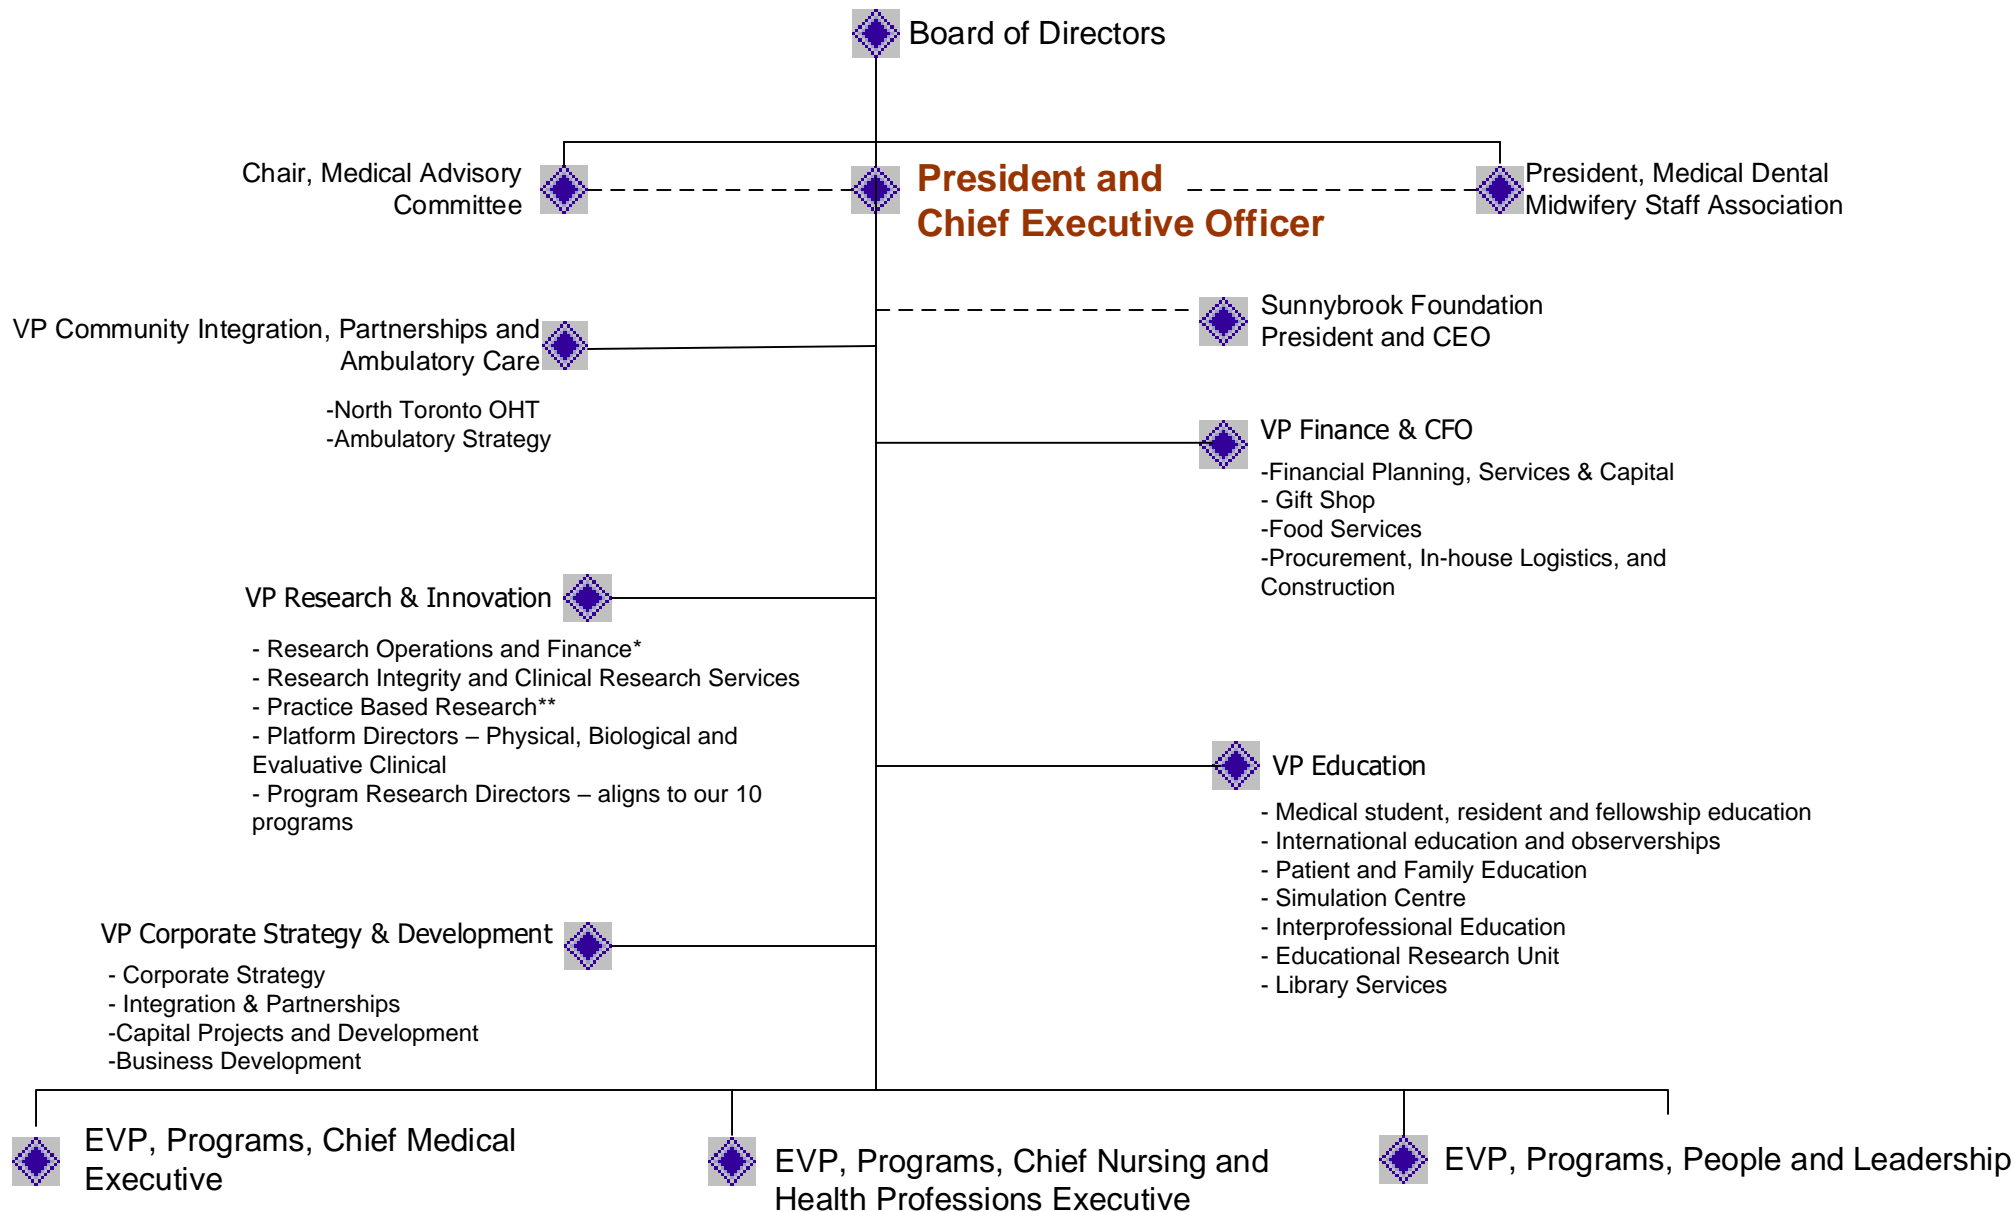 Board of Directors
Chair, Medical Advisory
Committee
President and
Chief Executive Officer
President, Medical Dental
Midwifery Staff Association
Sunnybrook Foundation
President and CEO
VP Community Integration, Partnerships and
Ambulatory Care
-North Toronto OHT
-Ambulatory Strategy
VP Finance & CFO
-Financial Planning, Services & Capital
- Gift Shop
-Food Services
-Procurement, In-house Logistics, and
Construction
VP Research & Innovation
- Research Operations and Finance*
- Research Integrity and Clinical Research Services
- Practice Based Research**
- Platform Directors – Physical, Biological and
Evaluative Clinical
- Program Research Directors – aligns to our 10
programs
VP Education
- Medical student, resident and fellowship education
- International education and observerships
- Patient and Family Education
- Simulation Centre
- Interprofessional Education
- Educational Research Unit
- Library Services
VP Corporate Strategy & Development
- Corporate Strategy
- Integration & Partnerships
-Capital Projects and Development
-Business Development
EVP, Programs, Chief Medical
Executive
EVP, Programs, Chief Nursing and
Health Professions Executive
EVP, Programs, People and Leadership